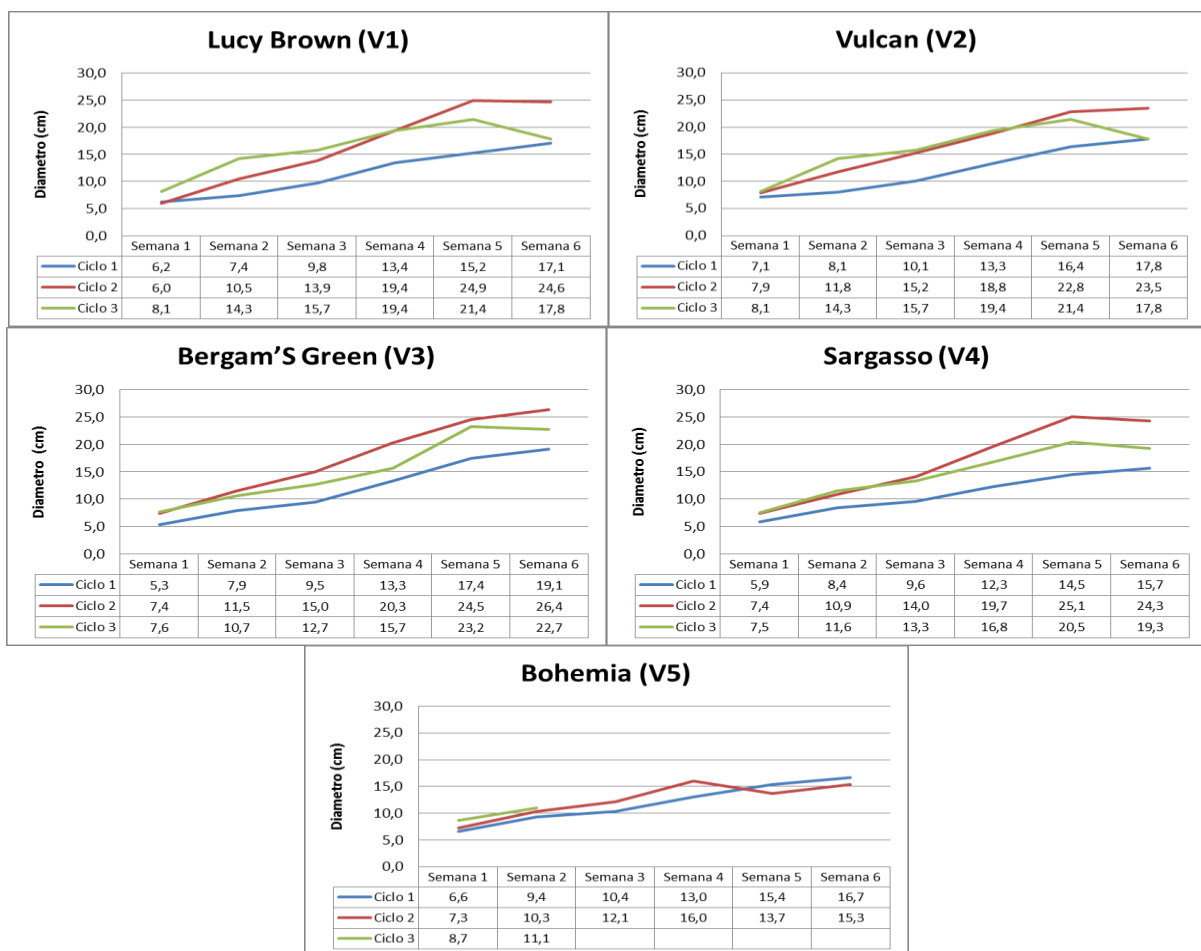 Lucy Brown (V1)
Diametro (cm)
30,0
25,0
20,0
15,0
10,0
5,0
0,0
Semana 1 Semana 2 Semana 3 Semana 4 Semana 5 Semana 6
Ciclo 1 6,2 7,4 9,8 13,4 15,2 17,1
Ciclo 2 6,0 10,5 13,9 19,4 24,9 24,6
Ciclo 3 8,1 14,3 15,7 19,4 21,4 17,8
Vulcan (V2)
Diametro (cm)
30,0
25,0
20,0
15,0
10,0
5,0
0,0
Semana 1 Semana 2 Semana 3 Semana 4 Semana 5 Semana 6
Ciclo 1 7,1 8,1 10,1 13,3 16,4 17,8
Ciclo 2 7,9 11,8 15,2 18,8 22,8 23,5
Ciclo 3 8,1 14,3 15,7 19,4 21,4 17,8
Bergam’S Green (V3)
Diametro (cm)
30,0
25,0
20,0
15,0
10,0
5,0
0,0
Semana 1 Semana 2 Semana 3 Semana 4 Semana 5 Semana 6
Ciclo 1 5,3 7,9 9,5 13,3 17,4 19,1
Ciclo 2 7,4 11,5 15,0 20,3 24,5 26,4
Ciclo 3 7,6 10,7 12,7 15,7 23,2 22,7
Sargasso (V4)
Diametro (cm)
30,0
25,0
20,0
15,0
10,0
5,0
0,0
Semana 1 Semana 2 Semana 3 Semana 4 Semana 5 Semana 6
Ciclo 1 5,9 8,4 9,6 12,3 14,5 15,7
Ciclo 2 7,4 10,9 14,0 19,7 25,1 24,3
Ciclo 3 7,5 11,6 13,3 16,8 20,5 19,3
Bohemia (V5)
Diametro (cm)
30,0
25,0
20,0
15,0
10,0
5,0
0,0
Semana 1 Semana 2 Semana 3 Semana 4 Semana 5 Semana 6
Ciclo 1 6,6 9,4 10,4 13,0 15,4 16,7
Ciclo 2 7,3 10,3 12,1 16,0 13,7 15,3
Ciclo 3 8,7 11,1